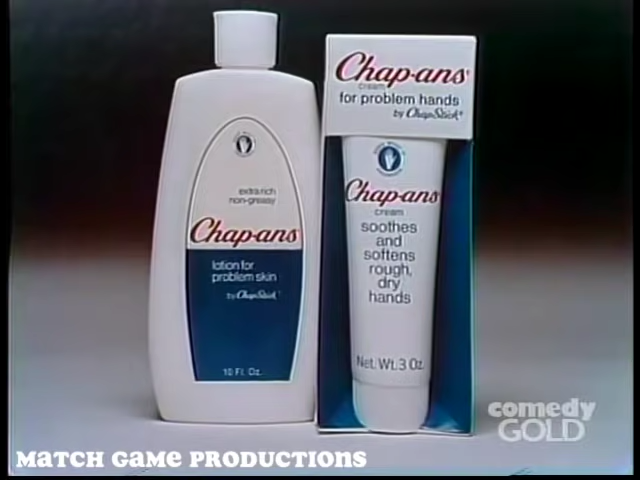 Chap-ans
cream
for problem hands
by ChapStick
extra rich
non-greasy
Chap-ans
lotion for
problem skin
by ChapStick
10 Fl. Oz.
Chap-ans
cream
soothes
and
softens
rough,
dry
hands
Net. Wt. 3 Oz.
comedy
GOLD
MATCH GAME PRODUCTIONS